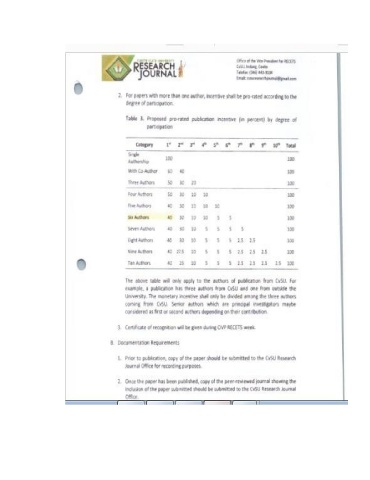 RESEARCH
JOURNAL
Office of the Vice President for RECETS
CvSU Indang, Cavite
2. For papers with more than one author, incentive shall be pro-rated according to the
degree of participation.
Table 3. Proposed pro-rated publication incentive (in percent) by degree of
participation
Category 1st 2nd 3rd 4th 5th 6th 7th 8th 9th 10th Total
Single
Authorship 100 100
With Co-Author 60 40 100
Three Authors 50 30 20 100
Four Authors 50 30 10 10 100
Five Authors 40 20 20 10 10 100
Six Authors 40 30 10 10 5 5 100
Seven Authors 40 30 10 5 5 5 5 100
Eight Authors 40 30 10 5 5 5 2.5 2.5 100
Nine Authors 40 27.5 10 5 5 5 2.5 2.5 2.5 100
Ten Authors 40 25 10 5 5 5 2.5 2.5 2.5 2.5 100
The above table will only apply to the authors of publication from CvSU. For
example, a publication has three authors from CvSU and one from outside the
University. The monetary incentive shall only be divided among the three authors
coming from CvSU. Senior authors which are principal investigators maybe
considered as first or second authors depending on their contribution.
3. Certificate of recognition will be given during OVP RECETS week.
B. Documentation Requirements
1. Prior to publication, copy of the paper should be submitted to the CvSU Research
Journal Office for recording purposes.
2. Once the paper has been published, copy of the peer-reviewed journal showing the
inclusion of the paper submitted should be submitted to the CvSU Research Journal
Office.